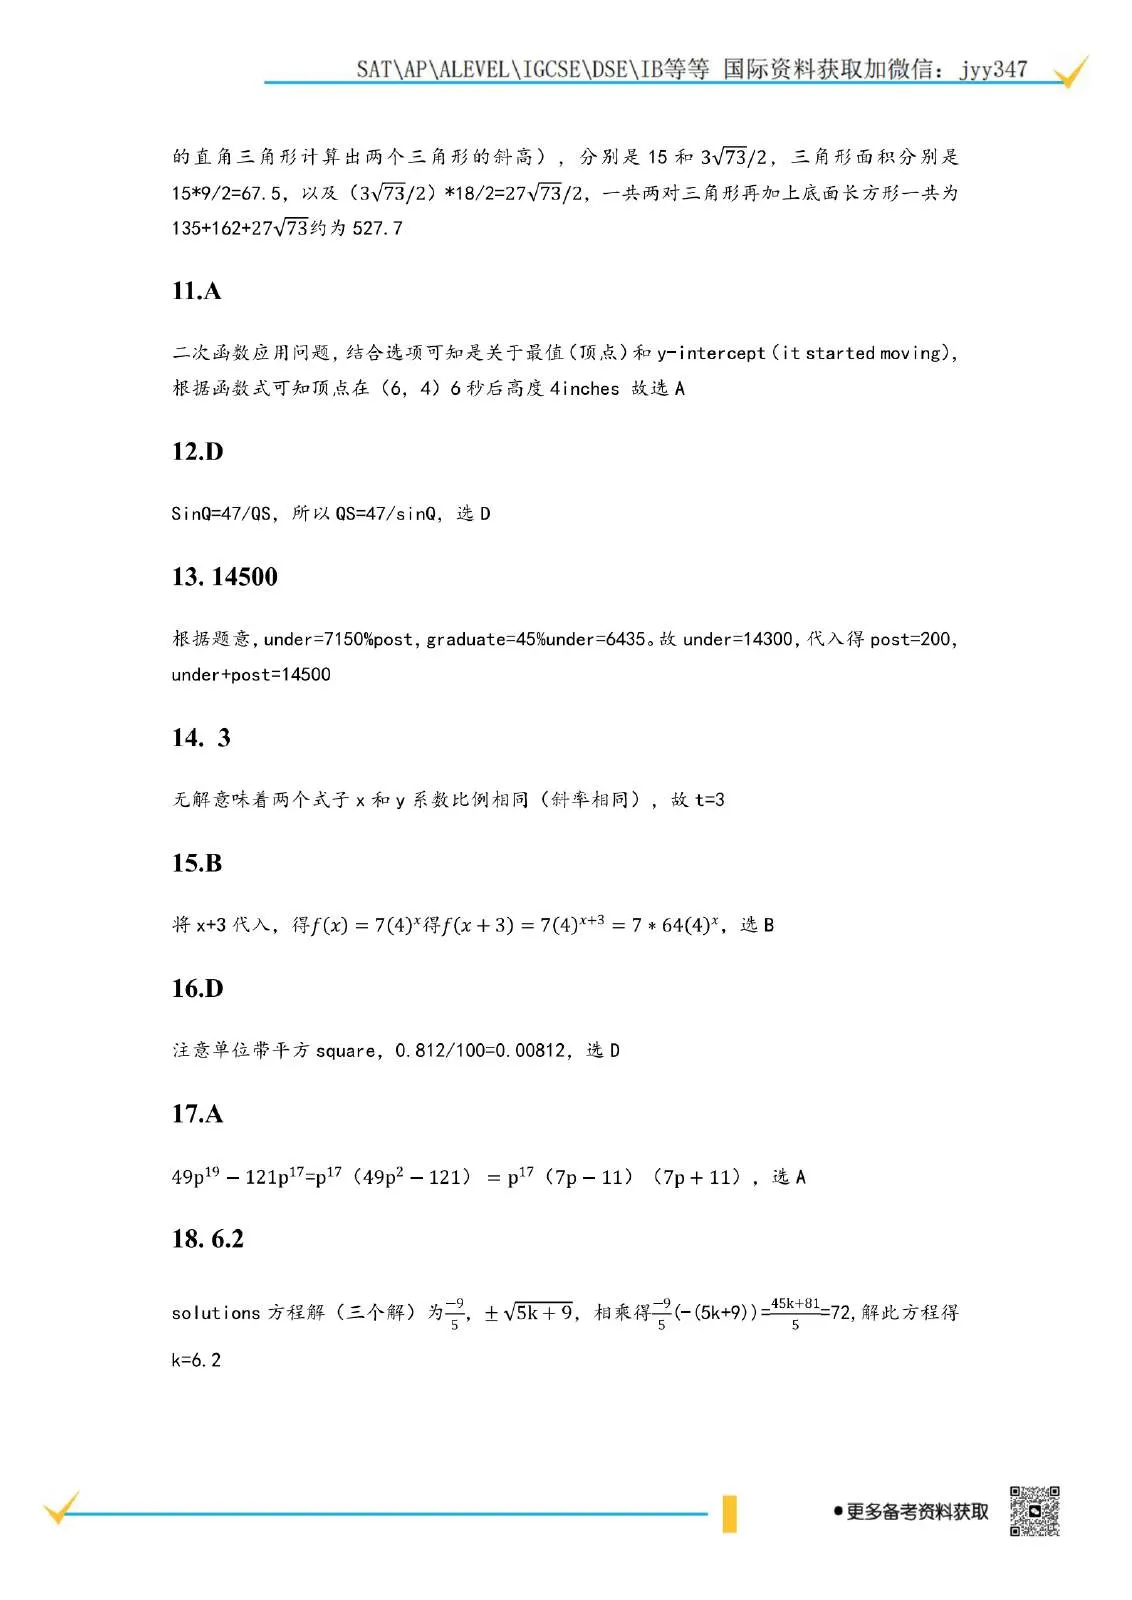 SAT\AP\ALEVEL\IGCSE\DSE\IB等等 国际资料获取加微信：jyy347
的直角三角形计算出两个三角形的斜高），分别是 15 和 3√73/2，三角形面积分别是
15*9/2=67.5，以及（3√73/2）*18/2=27√73/2，一共两对三角形再加上底面长方形一共为
135+162+27√73约为 527.7
11.A
二次函数应用问题,结合选项可知是关于最值（顶点）和 y-intercept（it started moving），
根据函数式可知顶点在（6，4）6 秒后高度 4inches 故选 A
12.D
SinQ=47/QS，所以 QS=47/sinQ，选 D
13. 14500
根据题意,under=7150%post,graduate=45%under=6435。故 under=14300,代入得 post=200,
under+post=14500
14. 3
无解意味着两个式子 x 和 y 系数比例相同（斜率相同），故 t=3
15.B
将 x+3 代入，得f(x) = 7(4)ˣ得f(x + 3) = 7(4)ˣ⁺³ = 7 ∗ 64(4)ˣ，选 B
16.D
注意单位带平方 square，0.812/100=0.00812，选 D
17.A
49p¹⁹ − 121p¹⁷=p¹⁷（49p² − 121） = p¹⁷（7p − 11）（7p + 11），选 A
18. 6.2
solutions 方程解（三个解）为−9/5，± √5k + 9，相乘得−9/5(-(5k+9))=45k+81/5=72,解此方程得
k=6.2
●更多备考资料获取